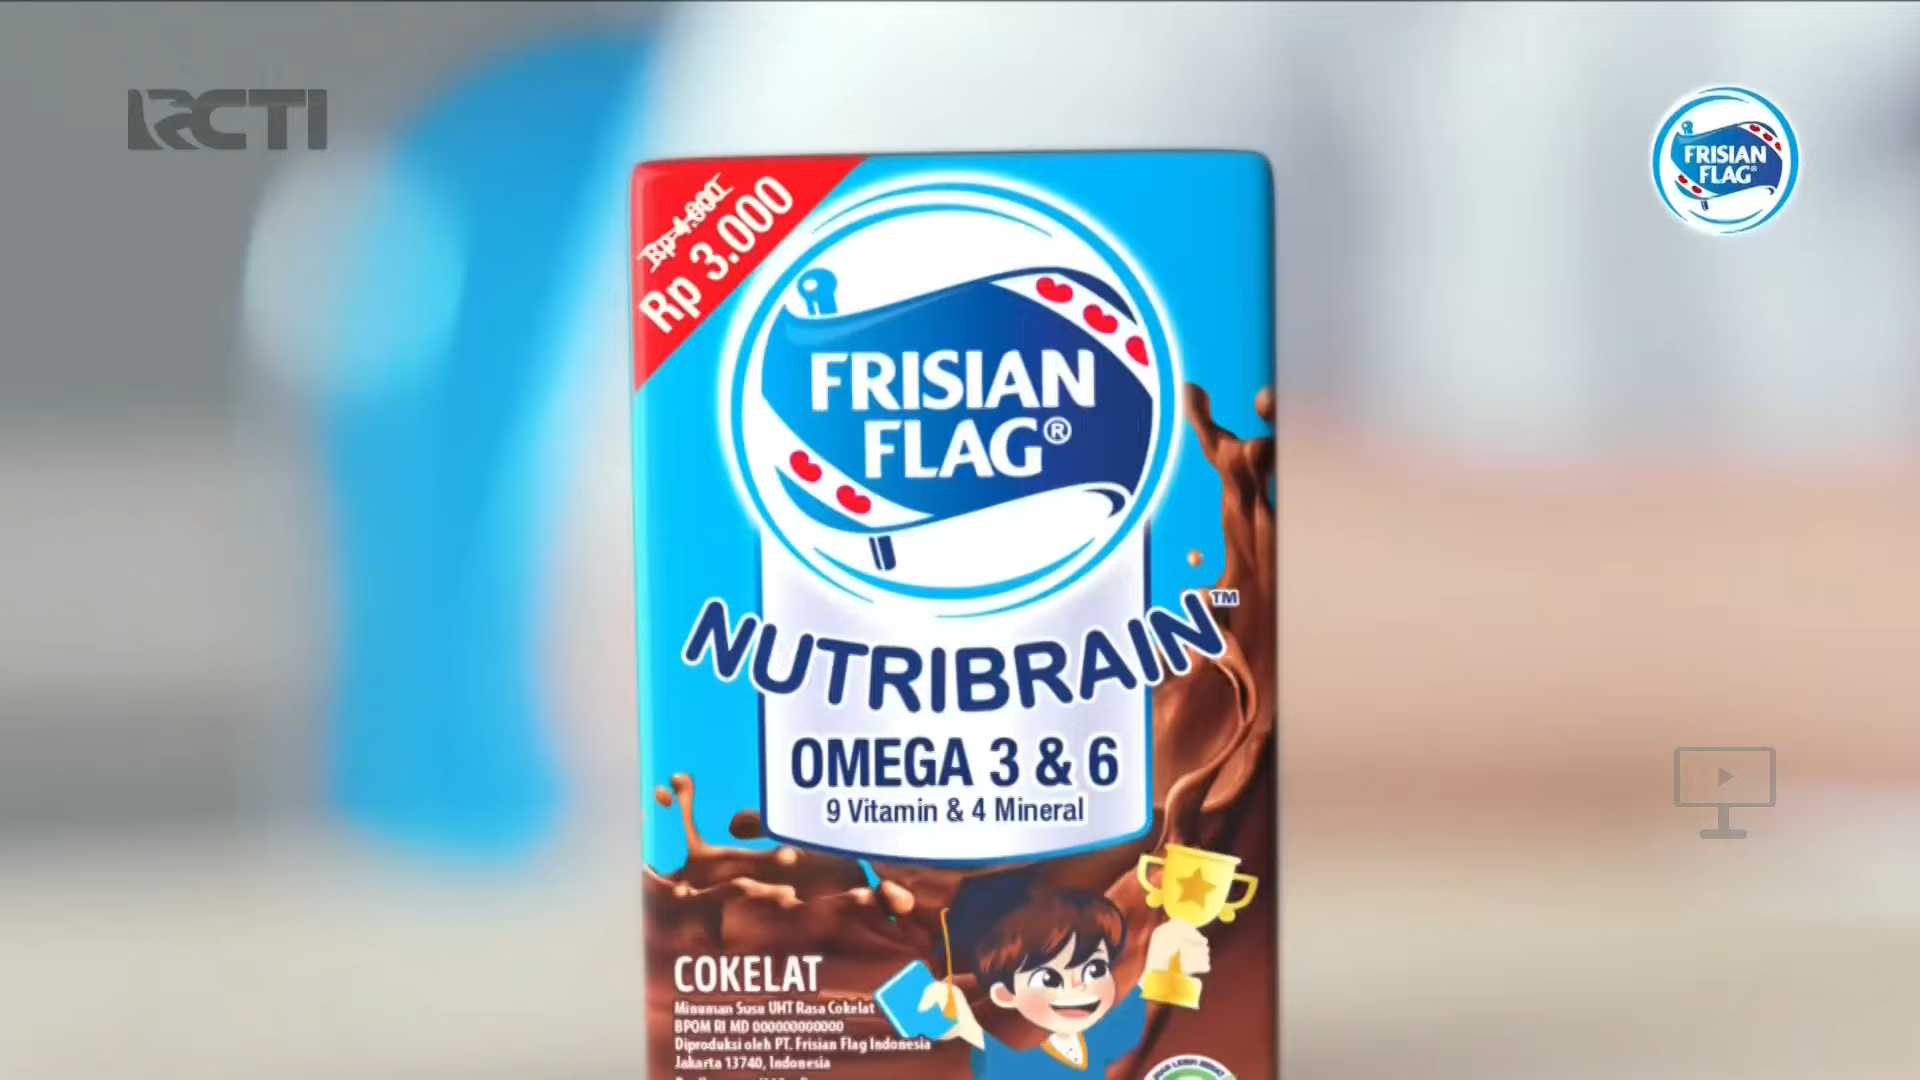 RCTI
FRISIAN
FLAG
Rp 4.000
Rp 3.000
FRISIAN
FLAG®
NUTRIBRAIN™
OMEGA 3 & 6
9 Vitamin & 4 Mineral
COKELAT
Minuman Susu UHT Rasa Cokelat
BPOM RI MD 000000000000
Diproduksi oleh PT. Frisian Flag Indonesia
Jakarta 13740, Indonesia